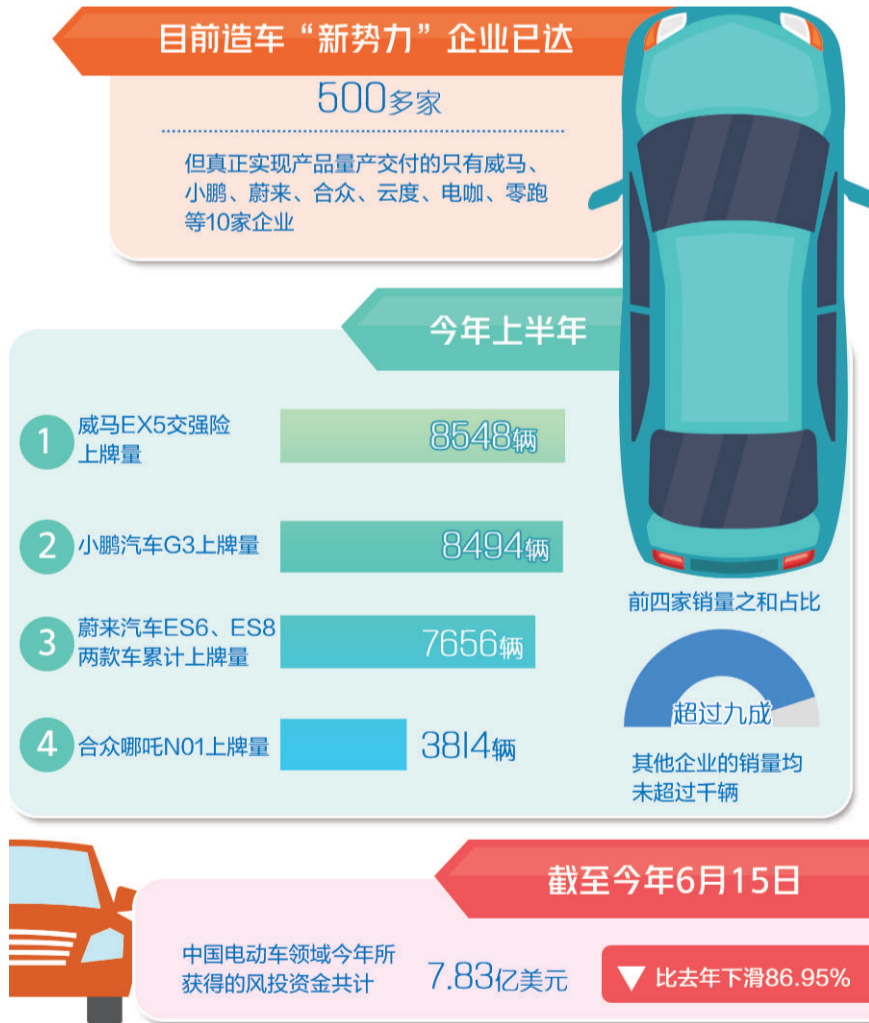 目前造车“新势力”企业已达
500多家
但真正实现产品量产交付的只有威马、
小鹏、蔚来、合众、云度、电咖、零跑
等10家企业
今年上半年
1
威马EX5交强险
上牌量
8548辆
2
小鹏汽车G3上牌量
8494辆
3
蔚来汽车ES6、ES8
两款车累计上牌量
7656辆
4
合众哪吒N01上牌量
3814辆
前四家销量之和占比
超过九成
其他企业的销量均
未超过千辆
截至今年6月15日
中国电动车领域今年所
获得的风投资金共计
7.83亿美元
比去年下滑86.95%